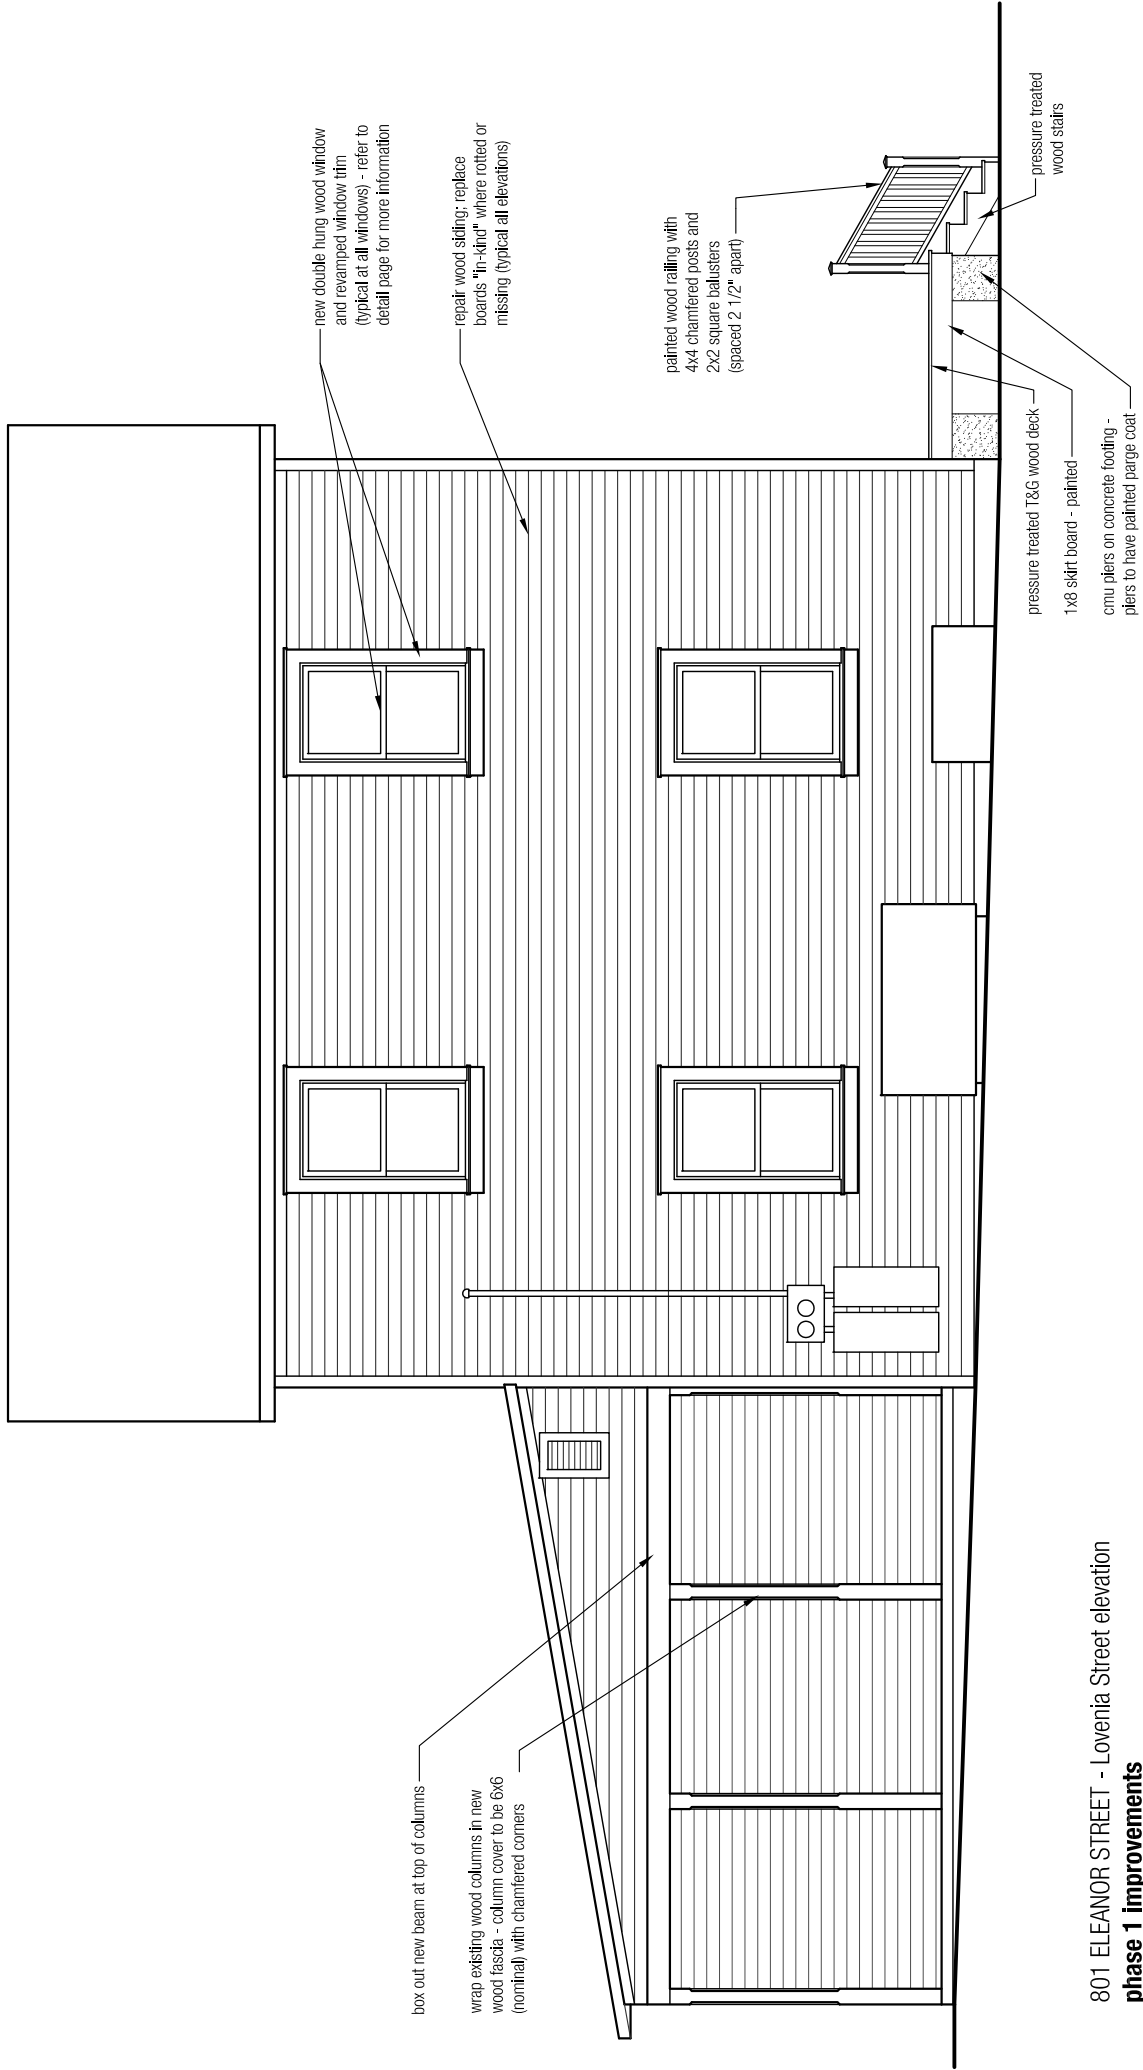 new double hung wood window
and revamped window trim
(typical at all windows) - refer to
detail page for more information
repair wood siding; replace
boards "in-kind" where rotted or
missing (typical all elevations)
painted wood railing with
4x4 chamfered posts and
2x2 square balusters
(spaced 2 1/2" apart)
pressure treated
wood stairs
pressure treated T&G wood deck
1x8 skirt board - painted
cmu piers on concrete footing -
piers to have painted parge coat
box out new beam at top of columns
wrap existing wood columns in new
wood fascia - column cover to be 6x6
(nominal) with chamfered corners
801 ELEANOR STREET - Lovenia Street elevation
phase 1 improvements